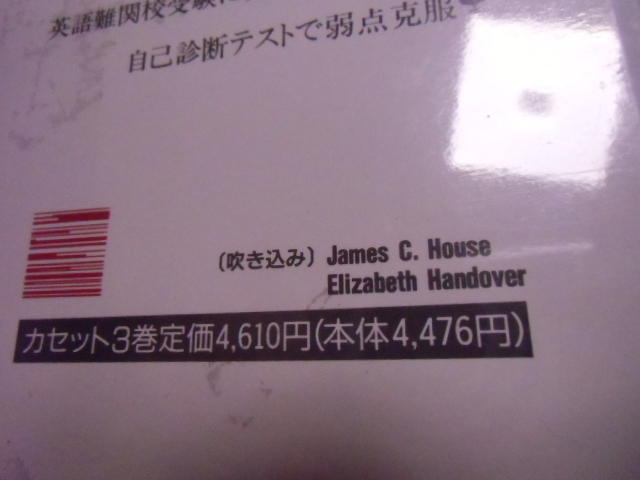 英語難関校受験に
自己診断テストで弱点克服
(吹き込み) James C. House
Elizabeth Handover
カセット3巻定価4,610円(本体4,476円)